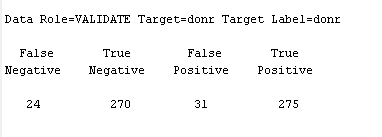 Data Role=VALIDATE Target=donr Target Label=donr
False True False True
Negative Negative Positive Positive
24 270 31 275